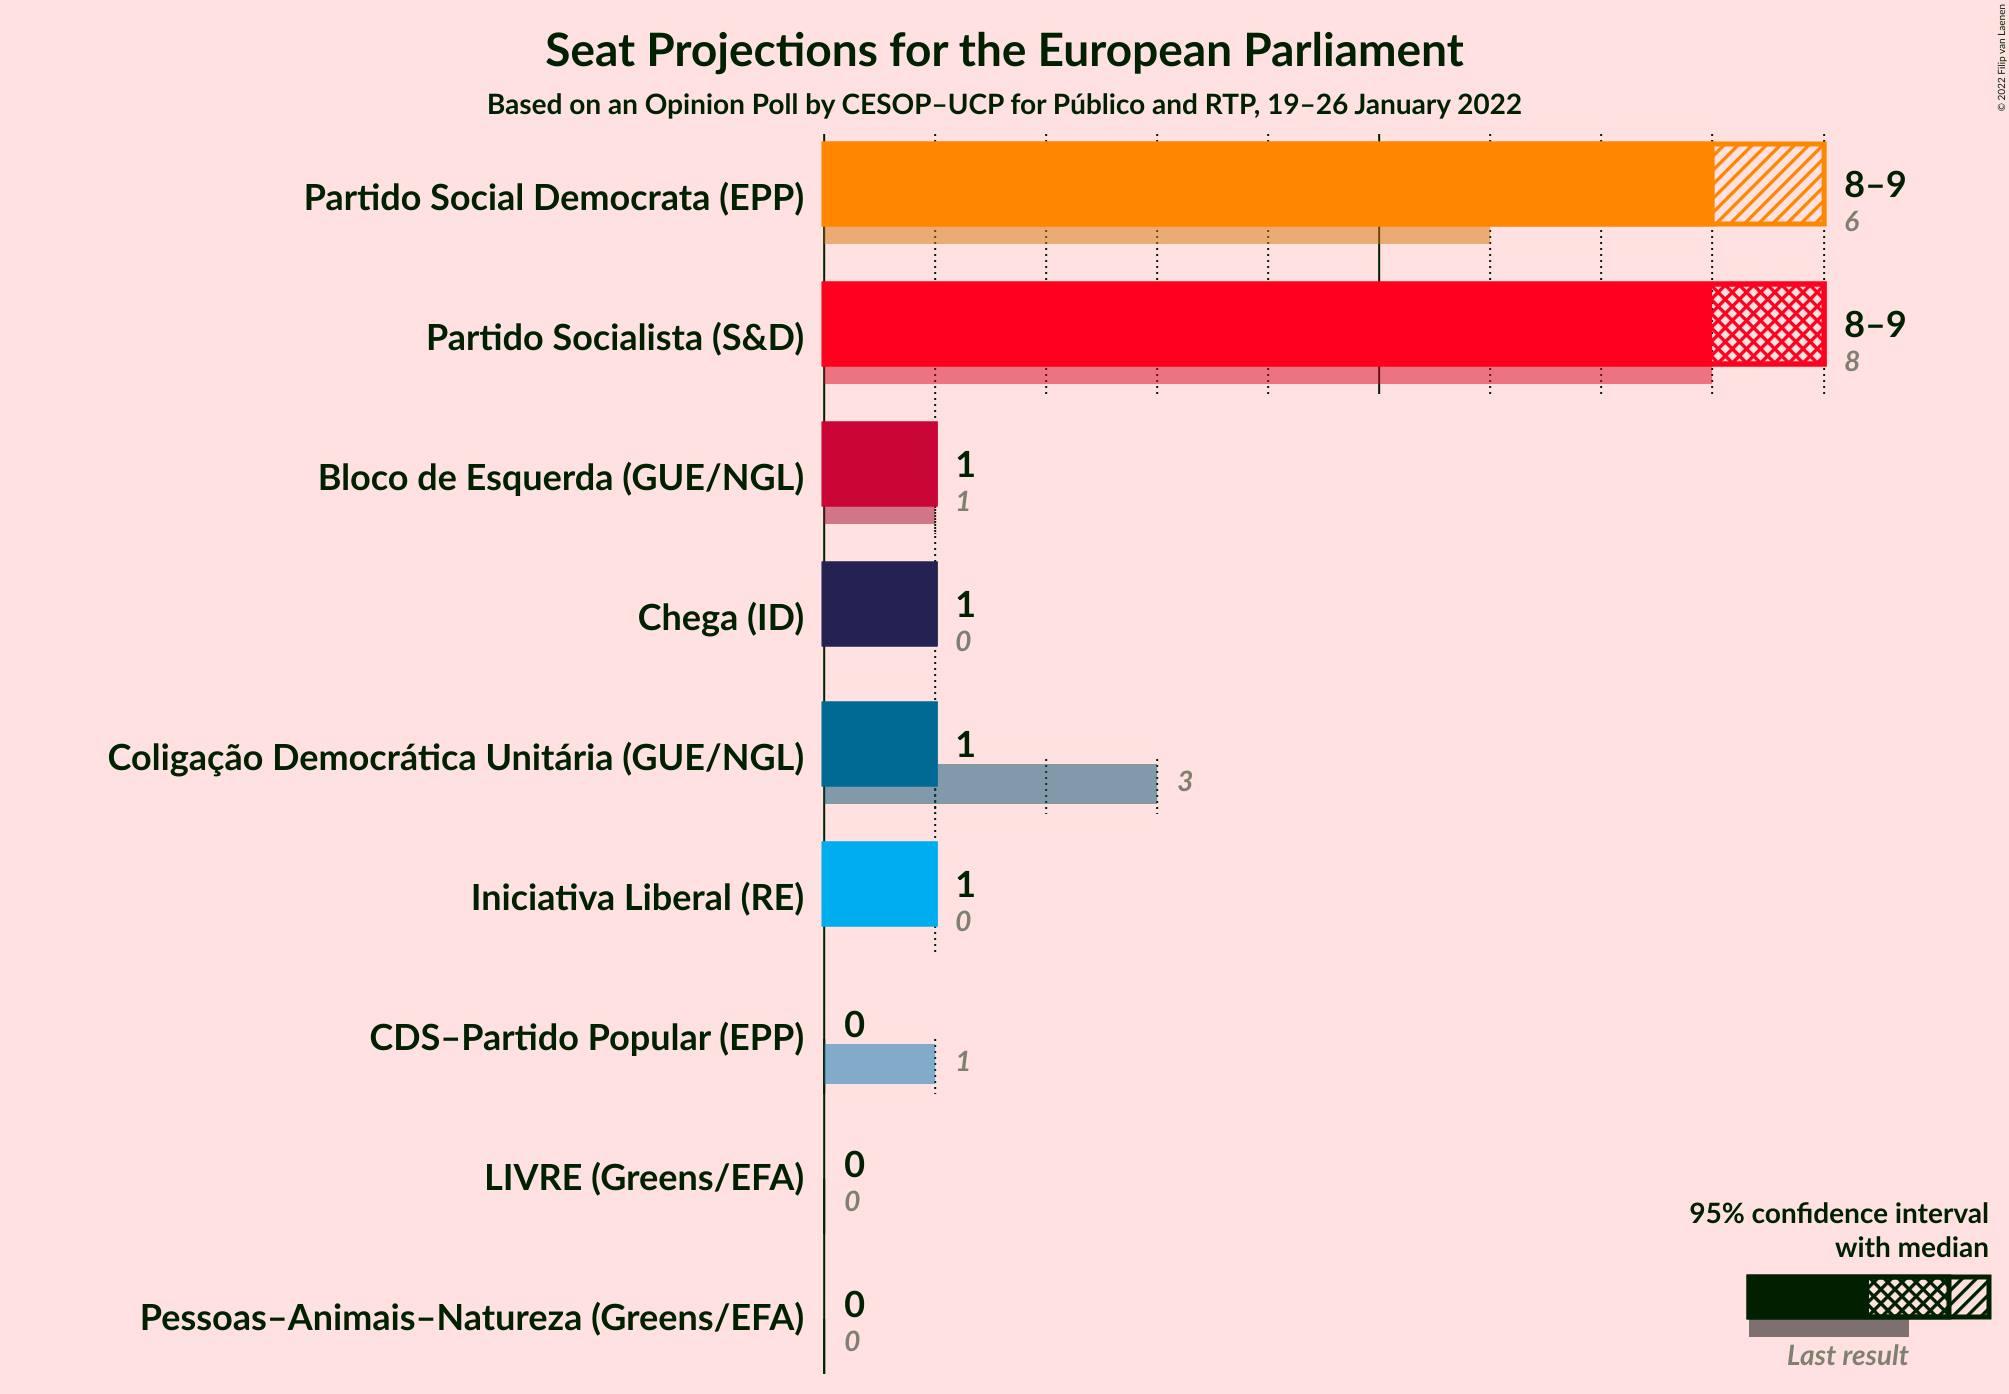 Seat Projections for the European Parliament
Based on an Opinion Poll by CESOP–UCP for Público and RTP, 19–26 January 2022
© 2022 Filip van Laenen
Partido Social Democrata (EPP)
8–9
6
Partido Socialista (S&D)
8–9
8
Bloco de Esquerda (GUE/NGL)
1
1
Chega (ID)
1
0
Coligação Democrática Unitária (GUE/NGL)
1
3
Iniciativa Liberal (RE)
1
0
CDS–Partido Popular (EPP)
0
1
LIVRE (Greens/EFA)
0
0
Pessoas–Animais–Natureza (Greens/EFA)
0
0
95% confidence interval
with median
Last result